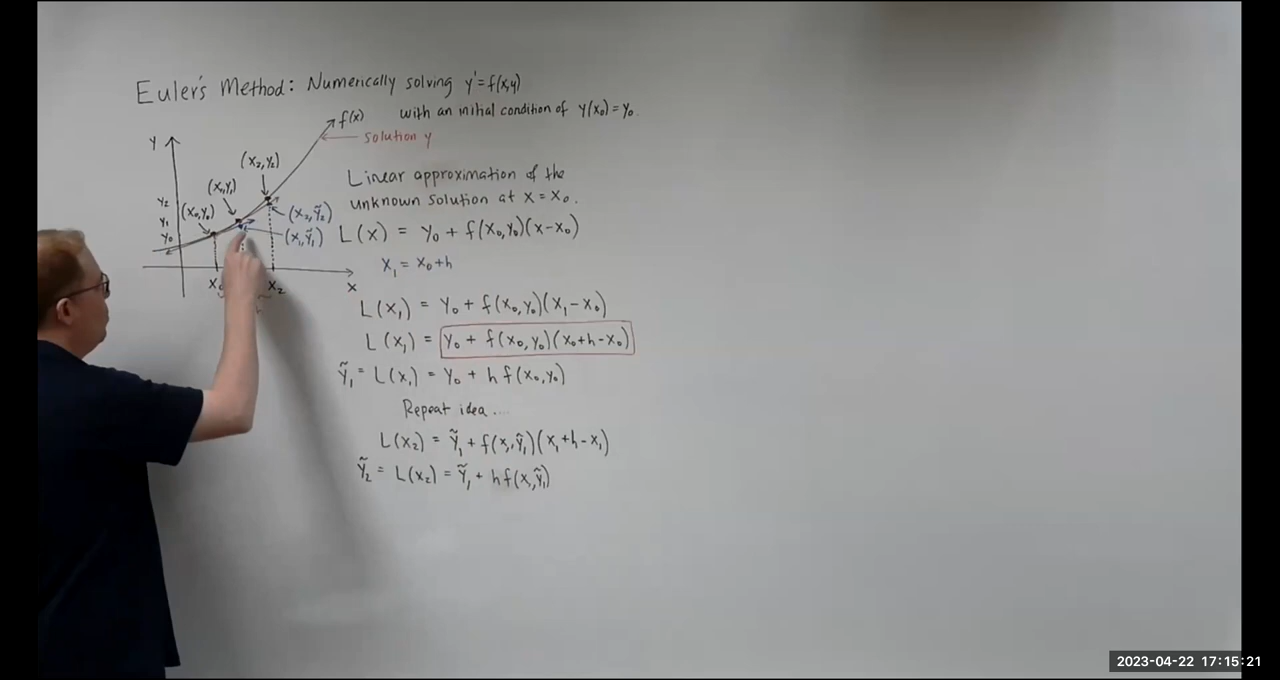 Euler's Method: Numerically solving y'=f(x,y)
with an initial condition of y(x₀)=y₀.
f(x)
solution y
Y
(x₂,y₂)
(x₁,y₁)
(x₀,y₀)
y₂
y₁
y₀
(x₂,ỹ₂)
(x₁,ỹ₁)
x₂
x
Linear approximation of the
unknown solution at x=x₀.
L(x) = y₀ + f(x₀,y₀)(x-x₀)
x₁ = x₀+h
L(x₁) = y₀ + f(x₀,y₀)(x₁-x₀)
L(x₁) = y₀ + f(x₀,y₀)(x₀+h-x₀)
ỹ₁ = L(x₁) = y₀ + h f(x₀,y₀)
Repeat idea....
L(x₂) = ỹ₁ + f(x₁,ỹ₁)(x₁+h-x₁)
ỹ₂ = L(x₂) = ỹ₁ + hf(x₁,ỹ₁)
2023-04-22 17:15:21